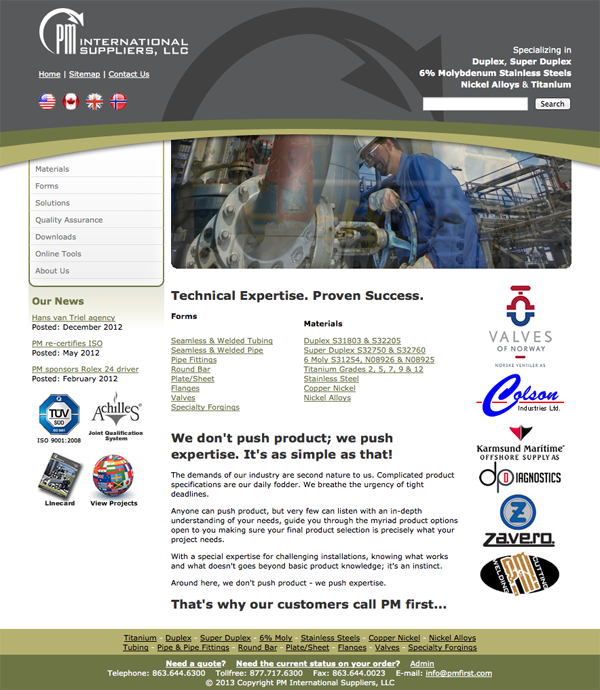 PM INTERNATIONAL
SUPPLIERS, LLC
Home | Sitemap | Contact Us
Specializing in
Duplex, Super Duplex
6% Molybdenum Stainless Steels
Nickel Alloys & Titanium
Search
Materials
Forms
Solutions
Quality Assurance
Downloads
Online Tools
About Us
Our News
Hans van Triel agency
Posted: December 2012
PM re-certifies ISO
Posted: May 2012
PM sponsors Rolex 24 driver
Posted: February 2012
TÜV
SUD
ISO 9001:2008
ACHILLES
Joint Qualification
System
Linecard
View Projects
Technical Expertise. Proven Success.
Forms
Seamless & Welded Tubing
Seamless & Welded Pipe
Pipe Fittings
Round Bar
Plate/Sheet
Flanges
Valves
Specialty Forgings
Materials
Duplex S31803 & S32205
Super Duplex S32750 & S32760
6 Moly S31254, N08926 & N08925
Titanium Grades 2, 5, 7, 9 & 12
Stainless Steel
Copper Nickel
Nickel Alloys
We don't push product; we push
expertise. It's as simple as that!
The demands of our industry are second nature to us. Complicated product
specifications are our daily fodder. We breathe the urgency of tight
deadlines.
Anyone can push product, but very few can listen with an in-depth
understanding of your needs, guide you through the myriad product options
open to you making sure your final product selection is precisely what your
project needs.
With a special expertise for challenging installations, knowing what works
and what doesn't goes beyond basic product knowledge; it's an instinct.
Around here, we don't push product - we push expertise.
That's why our customers call PM first...
VALVES
OF NORWAY
NORSKE VENTILER AS
Colson
Industries Ltd.
Karmsund Maritime
OFFSHORE SUPPLY AS
dp DIAGNOSTICS
Z
ZAVERO.
WELDING
CUTTING
Titanium - Duplex - Super Duplex - 6% Moly - Stainless Steels - Copper Nickel - Nickel Alloys
Tubing - Pipe & Pipe Fittings - Round Bar - Plate/Sheet - Flanges - Valves - Specialty Forgings
Need a quote? Need the current status on your order? Admin
Telephone: 863.644.6300 Tollfree: 877.717.6300 Fax: 863.644.0023 E-mail: info@pmfirst.com
© 2013 Copyright PM International Suppliers, LLC